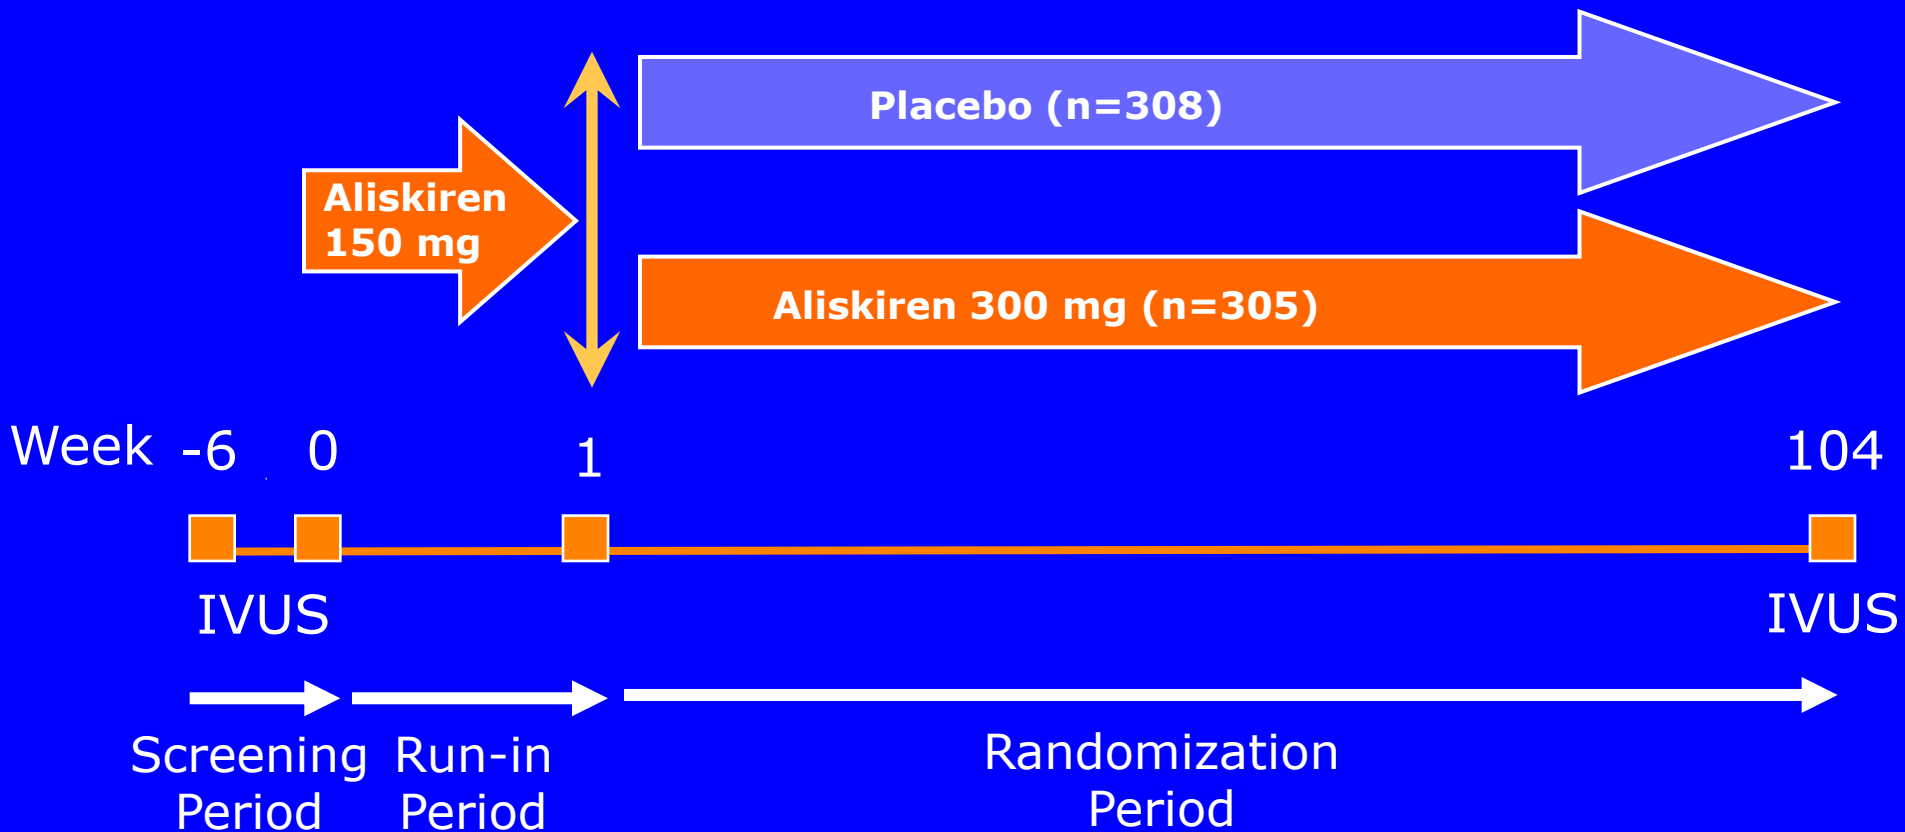 Placebo (n=308)
Aliskiren
150 mg
Aliskiren 300 mg (n=305)
Week -6 0 1 104
IVUS IVUS
Screening
Period
Run-in
Period
Randomization
Period